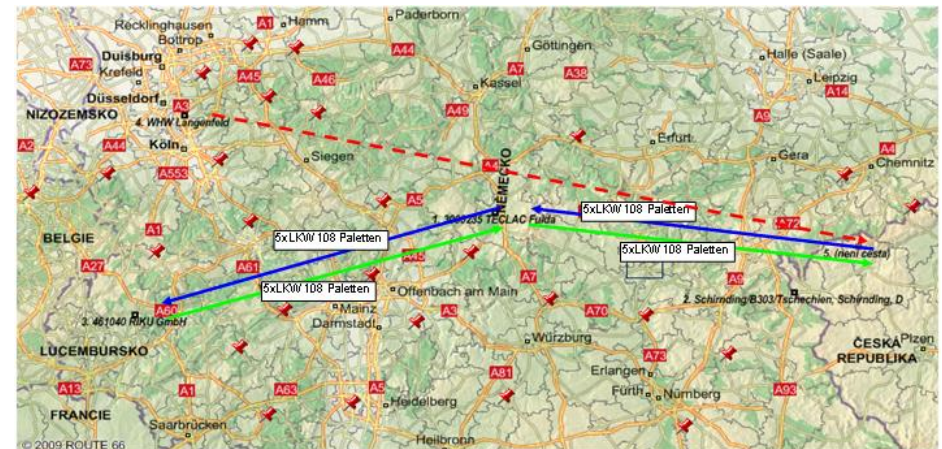 Recklinghausen
A1
Hamm
Paderborn
Bottrop
Duisburg
A73
Krefeld
A45
A46
A44
Göttingen
A7
A38
Kassel
Halle (Saale)
Leipzig
A14
Düsseldorf
A3
NIZOZEMSKO
4. WHW Langenfeld
A49
A9
A2
A44
Köln
Siegen
Erfurt
Gera
A4
Chemnitz
A553
A4
NĚMECKO
A5
1. 3003235 TECLAC Fulda
5xLKW 108 Paletten
A72
BELGIE
A1
5xLKW 108 Paletten
5xLKW 108 Paletten
5. (není cesta)
A27
A61
A45
A7
A9
5xLKW 108 Paletten
Offenbach am Main
2. Schirnding/B303/Tschechien, Schirnding, D
A60
Mainz
A3
A70
3. 461040 RIKU GmbH
Darmstadt
Würzburg
LUCEMBURSKO
A73
ČESKÁ REPUBLIKA
Plzen
Erlangen
A13
A1
A63
A5
A81
Heidelberg
Fürth
Nürnberg
A93
FRANCIE
Saarbrücken
Heilbronn
© 2009 ROUTE 66